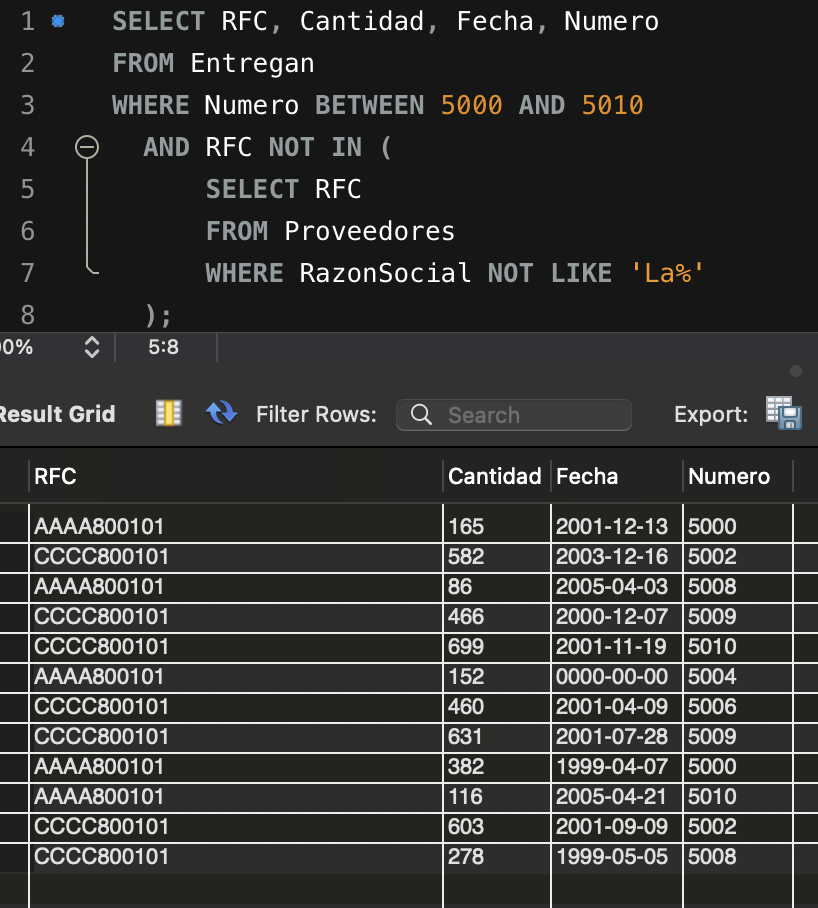 1 SELECT RFC, Cantidad, Fecha, Numero
2 FROM Entregan
3 WHERE Numero BETWEEN 5000 AND 5010
4 AND RFC NOT IN (
5 SELECT RFC
6 FROM Proveedores
7 WHERE RazonSocial NOT LIKE 'La%'
8 );
00% 5:8
Result Grid Filter Rows: Search Export:
RFC Cantidad Fecha Numero
AAAA800101 165 2001-12-13 5000
CCCC800101 582 2003-12-16 5002
AAAA800101 86 2005-04-03 5008
CCCC800101 466 2000-12-07 5009
CCCC800101 699 2001-11-19 5010
AAAA800101 152 0000-00-00 5004
CCCC800101 460 2001-04-09 5006
CCCC800101 631 2001-07-28 5009
AAAA800101 382 1999-04-07 5000
AAAA800101 116 2005-04-21 5010
CCCC800101 603 2001-09-09 5002
CCCC800101 278 1999-05-05 5008